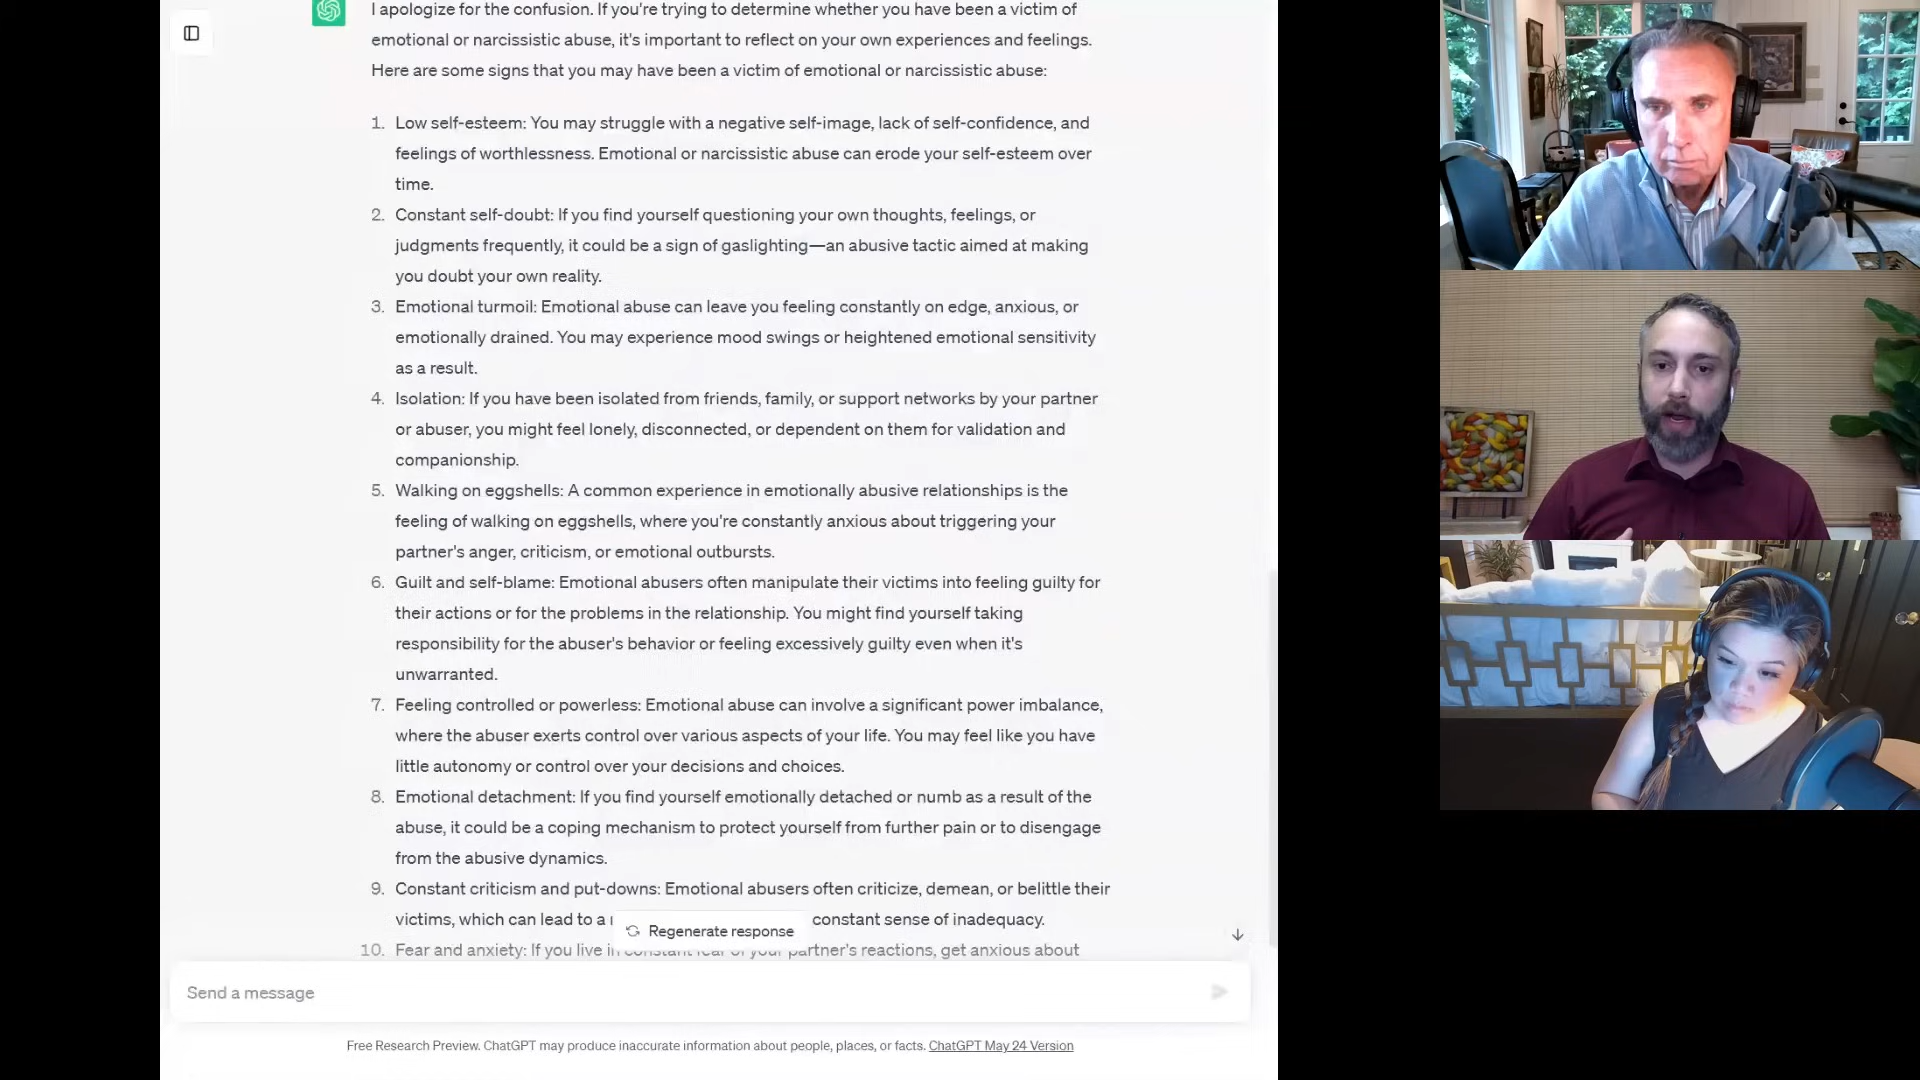 I apologize for the confusion. If you're trying to determine whether you have been a victim of
emotional or narcissistic abuse, it's important to reflect on your own experiences and feelings.
Here are some signs that you may have been a victim of emotional or narcissistic abuse:
1. Low self-esteem: You may struggle with a negative self-image, lack of self-confidence, and
feelings of worthlessness. Emotional or narcissistic abuse can erode your self-esteem over
time.
2. Constant self-doubt: If you find yourself questioning your own thoughts, feelings, or
judgments frequently, it could be a sign of gaslighting—an abusive tactic aimed at making
you doubt your own reality.
3. Emotional turmoil: Emotional abuse can leave you feeling constantly on edge, anxious, or
emotionally drained. You may experience mood swings or heightened emotional sensitivity
as a result.
4. Isolation: If you have been isolated from friends, family, or support networks by your partner
or abuser, you might feel lonely, disconnected, or dependent on them for validation and
companionship.
5. Walking on eggshells: A common experience in emotionally abusive relationships is the
feeling of walking on eggshells, where you're constantly anxious about triggering your
partner's anger, criticism, or emotional outbursts.
6. Guilt and self-blame: Emotional abusers often manipulate their victims into feeling guilty for
their actions or for the problems in the relationship. You might find yourself taking
responsibility for the abuser's behavior or feeling excessively guilty even when it's
unwarranted.
7. Feeling controlled or powerless: Emotional abuse can involve a significant power imbalance,
where the abuser exerts control over various aspects of your life. You may feel like you have
little autonomy or control over your decisions and choices.
8. Emotional detachment: If you find yourself emotionally detached or numb as a result of the
abuse, it could be a coping mechanism to protect yourself from further pain or to disengage
from the abusive dynamics.
9. Constant criticism and put-downs: Emotional abusers often criticize, demean, or belittle their
victims, which can lead to a constant sense of inadequacy.
Regenerate response
10. Fear and anxiety: If you live in constant fear of your partner's reactions, get anxious about
Send a message
Free Research Preview. ChatGPT may produce inaccurate information about people, places, or facts. ChatGPT May 24 Version